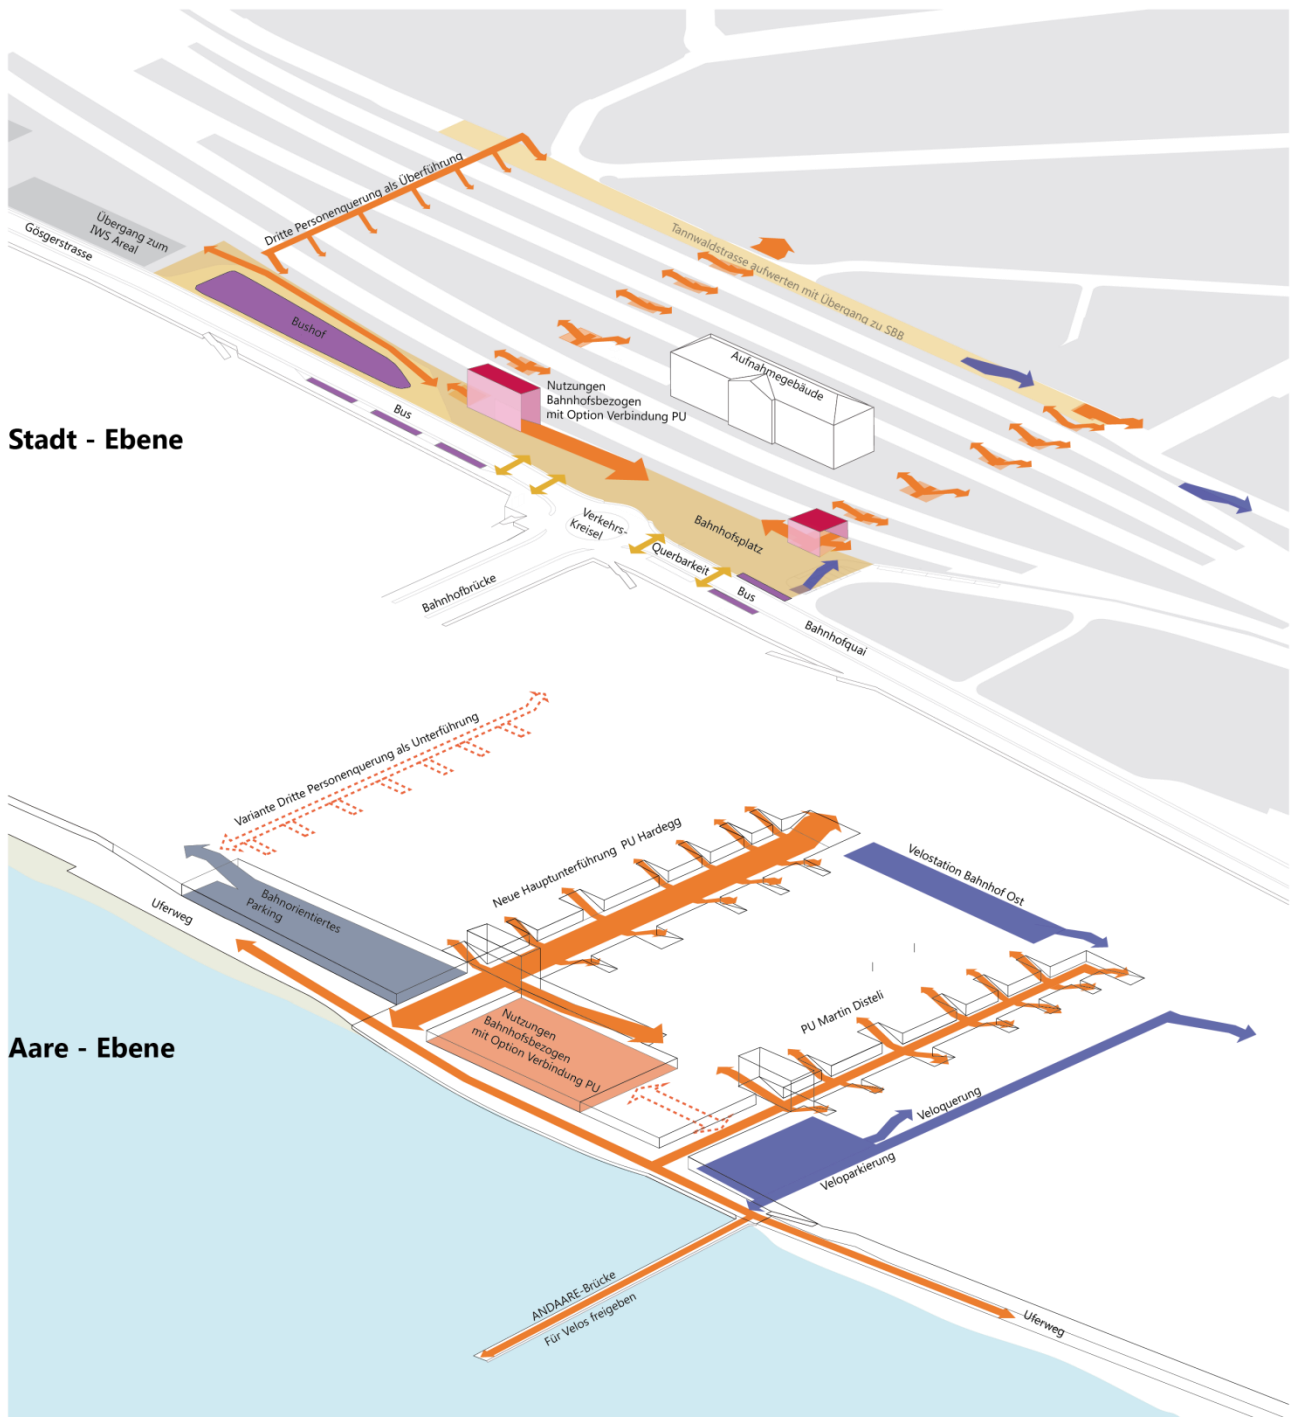 Dritte Personenquerung als Überführung
Übergang zum
IWS Areal
Gösgerstrasse
Tannwaldstrasse aufwerten mit Übergang zu SBB
Bushof
Aufnahmegebäude
Nutzungen
Bahnhofsbezogen
mit Option Verbindung PU
Bus
Stadt - Ebene
Verkehrs-
Kreisel
Bahnhofsplatz
Querbarkeit
Bahnhofbrücke
Bus
Bahnhofquai
Variante Dritte Personenquerung als Unterführung
Neue Hauptunterführung PU Hardegg
Velostation Bahnhof Ost
Bahnorientiertes
Parking
Uferweg
PU Martin Disteli
Nutzungen
Bahnhofsbezogen
mit Option Verbindung PU
Aare - Ebene
Veloquerung
Veloparkierung
ANDAARE-Brücke
Für Velos freigeben
Uferweg